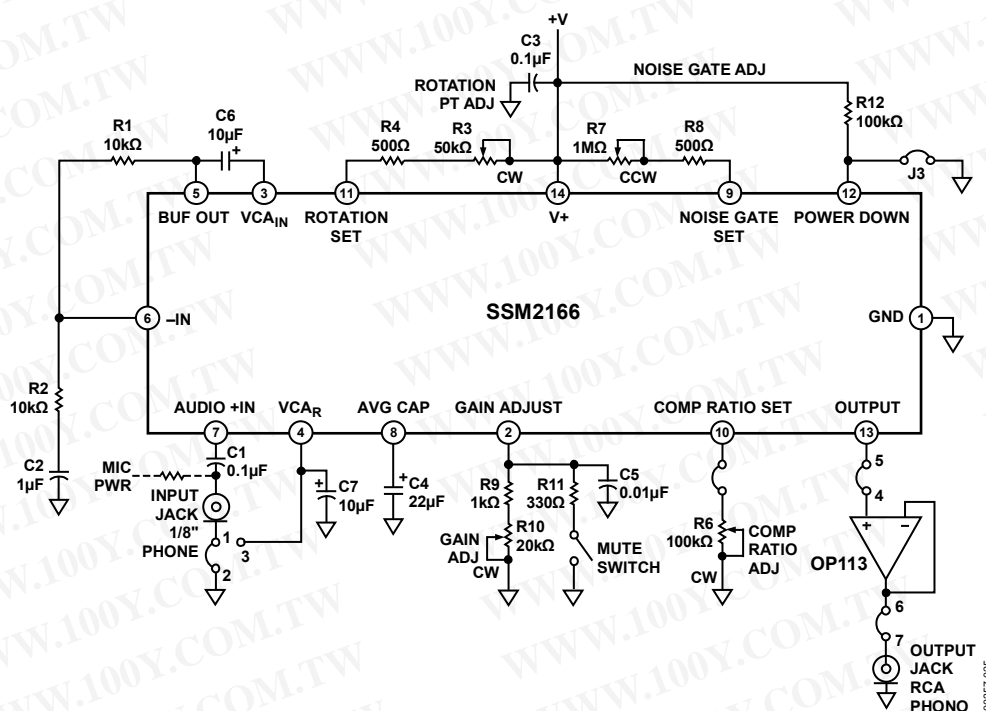 +V
C3
0.1µF
ROTATION
PT ADJ
NOISE GATE ADJ
R12
100kΩ
R1
10kΩ
C6
10µF
+
R4
500Ω
R3
50kΩ
CW
R7
1MΩ
CCW
R8
500Ω
J3
5
3
11
14
9
12
BUF OUT
VCAIN
ROTATION
SET
V+
NOISE GATE
SET
POWER DOWN
SSM2166
6
–IN
GND
1
R2
10kΩ
C2
1µF
AUDIO +IN
VCAR
AVG CAP
GAIN ADJUST
COMP RATIO SET
OUTPUT
7
4
8
2
10
13
C1
0.1µF
MIC
PWR
INPUT
JACK
1/8"
PHONE
1
3
2
+
C7
10µF
+
C4
22µF
R9
1kΩ
R10
20kΩ
GAIN
ADJ
CW
R11
330Ω
C5
0.01µF
MUTE
SWITCH
R6
100kΩ
COMP
RATIO
ADJ
CW
5
4
+
–
OP113
6
7
OUTPUT
JACK
RCA
PHONO
WWW.100Y.COM.TW